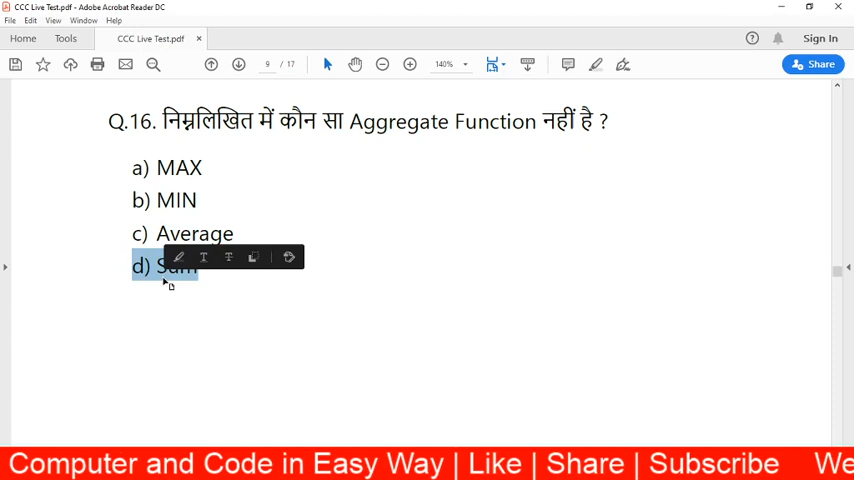 CCC Live Test.pdf - Adobe Acrobat Reader DC
File Edit View Window Help
Home Tools CCC Live Test.pdf × Sign In
9 / 17 140% Share
Q.16. निम्नलिखित में कौन सा Aggregate Function नहीं है ?
a) MAX
b) MIN
c) Average
d) Sum
Computer and Code in Easy Way | Like | Share | Subscribe We